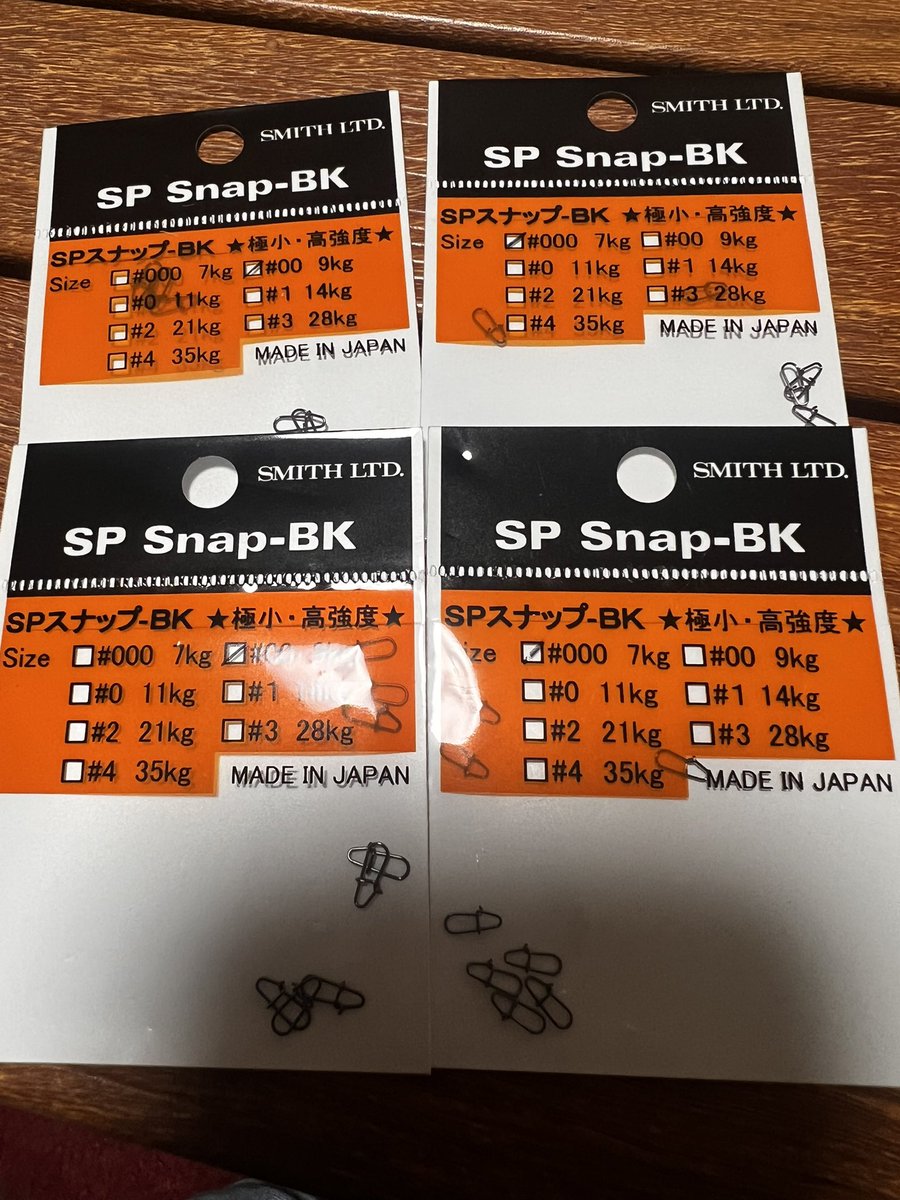 SMITH LTD.
SP Snap-BK
SPスナップ-BK ★極小・高強度★
Size □#000 7kg ☑#00 9kg
□#0 11kg □#1 14kg
□#2 21kg □#3 28kg
□#4 35kg
MADE IN JAPAN
SMITH LTD.
SP Snap-BK
SPスナップ-BK ★極小・高強度★
Size ☑#000 7kg □#00 9kg
□#0 11kg □#1 14kg
□#2 21kg □#3 28kg
□#4 35kg
MADE IN JAPAN
SMITH LTD.
SP Snap-BK
SPスナップ-BK ★極小・高強度★
Size □#000 7kg ☑#00
□#0 11kg □#1
□#2 21kg □#3 28kg
□#4 35kg
MADE IN JAPAN
SMITH LTD.
SP Snap-BK
SPスナップ-BK ★極小・高強度★
Size ☑#000 7kg □#00 9kg
□#0 11kg □#1 14kg
□#2 21kg □#3 28kg
□#4 35kg
MADE IN JAPAN